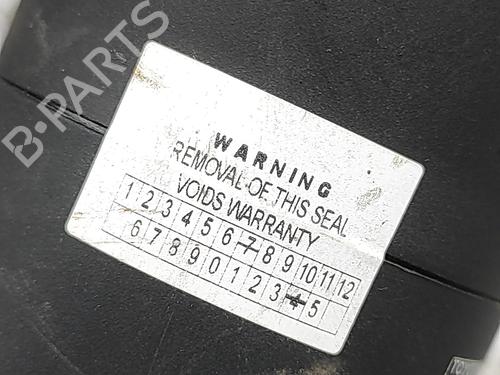 B-PARTS
WARNING
REMOVAL OF THIS SEAL
VOIDS WARRANTY
1 2 3 4 5 6 7 8 9 10 11 12
6 7 8 9 0 1 2 3 4 5